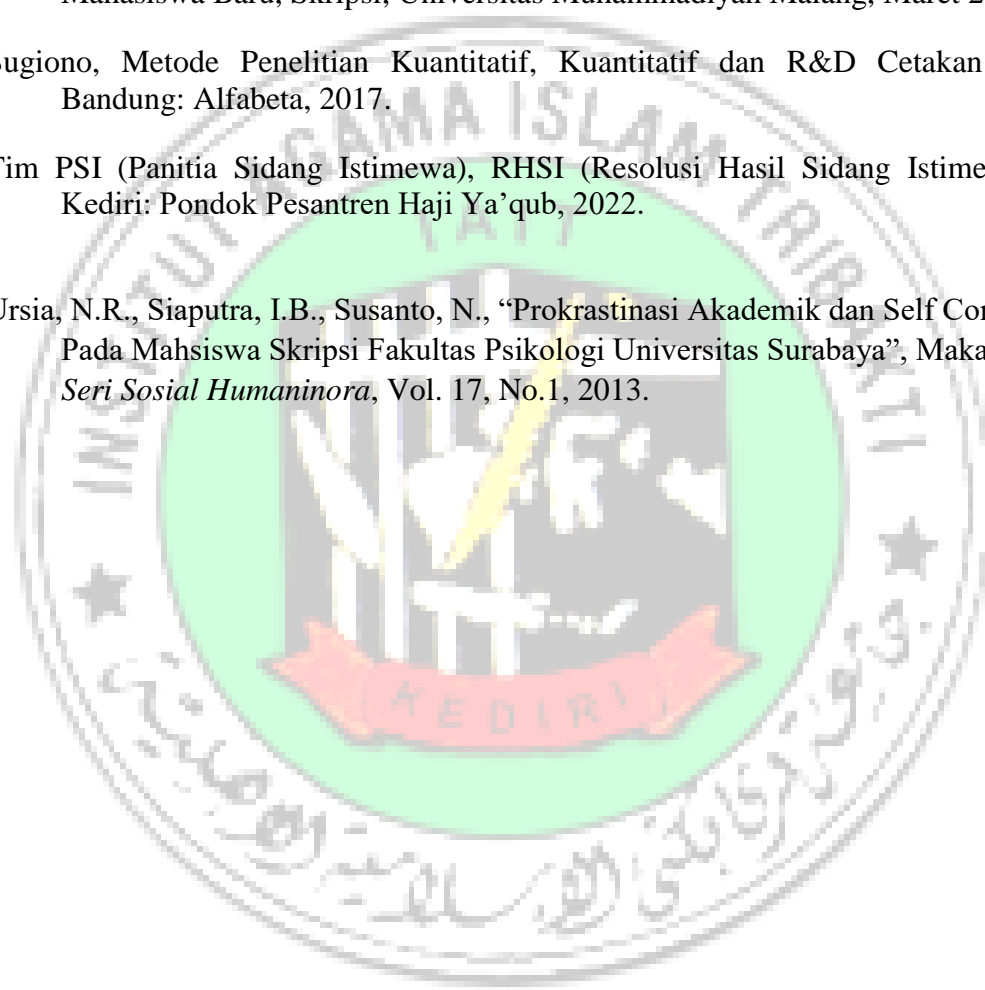 Mahasiswa Baru, Skripsi, Universitas Muhammadiyah Malang, Maret 2
Sugiono, Metode Penelitian Kuantitatif, Kuantitatif dan R&D Cetakan
Bandung: Alfabeta, 2017.
Tim PSI (Panitia Sidang Istimewa), RHSI (Resolusi Hasil Sidang Istime
Kediri: Pondok Pesantren Haji Ya’qub, 2022.
Ursia, N.R., Siaputra, I.B., Susanto, N., “Prokrastinasi Akademik dan Self Con
Pada Mahsiswa Skripsi Fakultas Psikologi Universitas Surabaya”, Maka
Seri Sosial Humaninora, Vol. 17, No.1, 2013.
INSTITUT AGAMA ISLAM TRIBAKTI
IAIT
KEDIRI